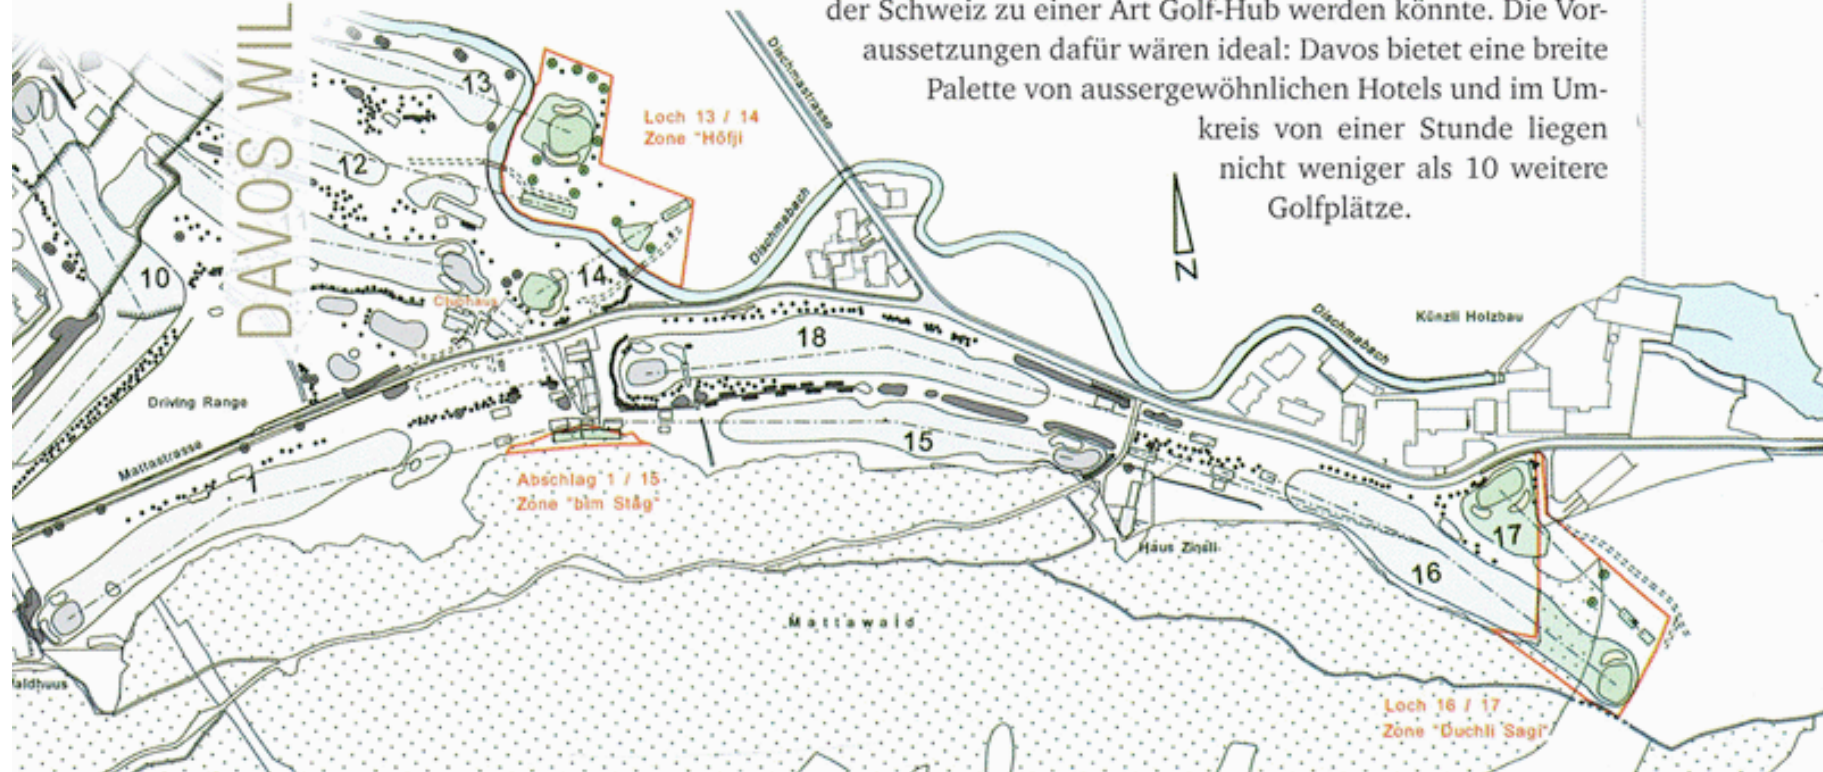 der Schweiz zu einer Art Golf-Hub werden könnte. Die Vor-
aussetzungen dafür wären ideal: Davos bietet eine breite
Palette von aussergewöhnlichen Hotels und im Um-
kreis von einer Stunde liegen
nicht weniger als 10 weitere
Golfplätze.
DAVOS WIL
13
Loch 13 / 14
Zone "Höfji
Dischmastrasse
12
11
Dischmabach
10
14
N
Clubhaus
Dischmabach
Künzli Holzbau
18
Driving Range
15
Mattastrasse
Abschlag 1 / 15
Zone "bim Stäg"
17
Haus Zinsli
16
Mattawald
aldhuus
Loch 16 / 17
Zone "Duchli Sagi"